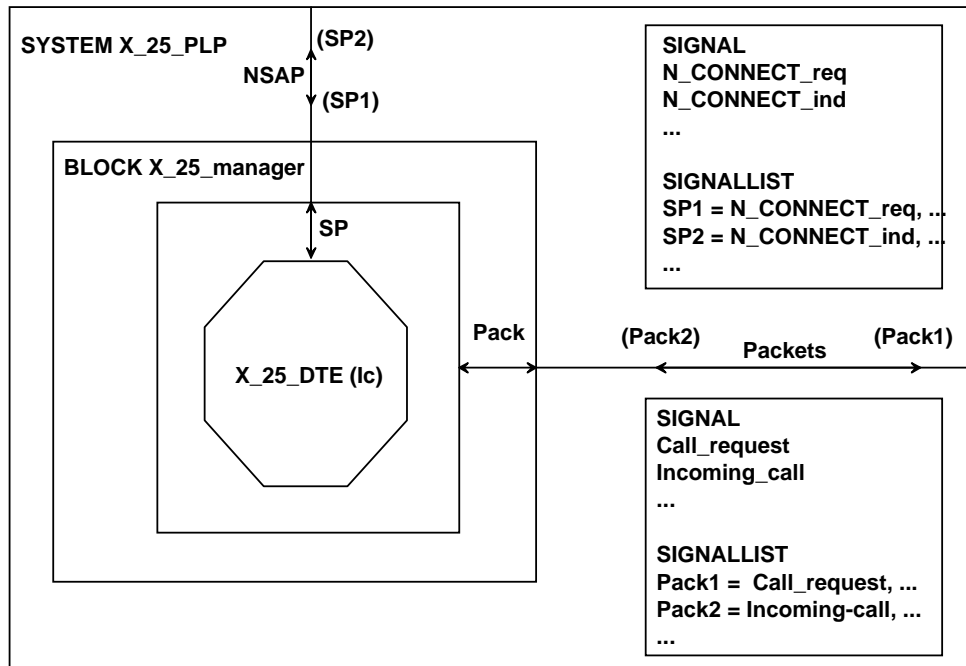 SYSTEM X_25_PLP
(SP2)
NSAP
(SP1)
SIGNAL
N_CONNECT_req
N_CONNECT_ind
...
SIGNALLIST
SP1 = N_CONNECT_req, ...
SP2 = N_CONNECT_ind, ...
...
BLOCK X_25_manager
SP
X_25_DTE (Ic)
Pack
(Pack2)
Packets
(Pack1)
SIGNAL
Call_request
Incoming_call
...
SIGNALLIST
Pack1 = Call_request, ...
Pack2 = Incoming-call, ...
...